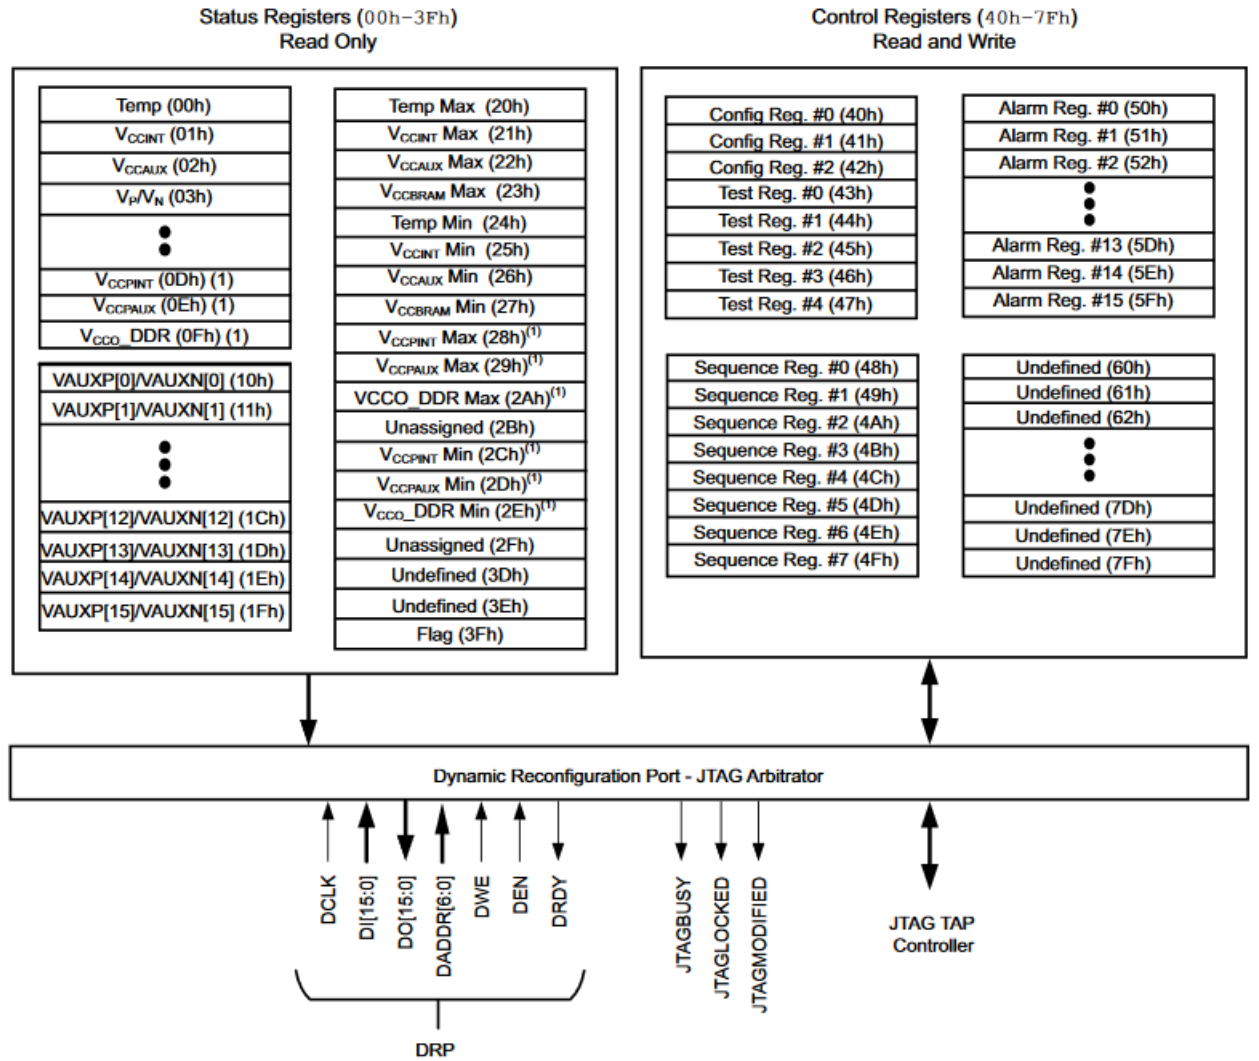 Status Registers (00h–3Fh)
Read Only
Temp (00h)
VCCINT (01h)
VCCAUX (02h)
VP/VN (03h)
VCCPINT (0Dh) (1)
VCCPAUX (0Eh) (1)
VCCO_DDR (0Fh) (1)
VAUXP[0]/VAUXN[0] (10h)
VAUXP[1]/VAUXN[1] (11h)
VAUXP[12]/VAUXN[12] (1Ch)
VAUXP[13]/VAUXN[13] (1Dh)
VAUXP[14]/VAUXN[14] (1Eh)
VAUXP[15]/VAUXN[15] (1Fh)
Temp Max (20h)
VCCINT Max (21h)
VCCAUX Max (22h)
VCCBRAM Max (23h)
Temp Min (24h)
VCCINT Min (25h)
VCCAUX Min (26h)
VCCBRAM Min (27h)
VCCPINT Max (28h)(1)
VCCPAUX Max (29h)(1)
VCCO_DDR Max (2Ah)(1)
Unassigned (2Bh)
VCCPINT Min (2Ch)(1)
VCCPAUX Min (2Dh)(1)
VCCO_DDR Min (2Eh)(1)
Unassigned (2Fh)
Undefined (3Dh)
Undefined (3Eh)
Flag (3Fh)
Control Registers (40h–7Fh)
Read and Write
Config Reg. #0 (40h)
Config Reg. #1 (41h)
Config Reg. #2 (42h)
Test Reg. #0 (43h)
Test Reg. #1 (44h)
Test Reg. #2 (45h)
Test Reg. #3 (46h)
Test Reg. #4 (47h)
Sequence Reg. #0 (48h)
Sequence Reg. #1 (49h)
Sequence Reg. #2 (4Ah)
Sequence Reg. #3 (4Bh)
Sequence Reg. #4 (4Ch)
Sequence Reg. #5 (4Dh)
Sequence Reg. #6 (4Eh)
Sequence Reg. #7 (4Fh)
Alarm Reg. #0 (50h)
Alarm Reg. #1 (51h)
Alarm Reg. #2 (52h)
Alarm Reg. #13 (5Dh)
Alarm Reg. #14 (5Eh)
Alarm Reg. #15 (5Fh)
Undefined (60h)
Undefined (61h)
Undefined (62h)
Undefined (7Dh)
Undefined (7Eh)
Undefined (7Fh)
Dynamic Reconfiguration Port - JTAG Arbitrator
DCLK
DI[15:0]
DO[15:0]
DADDR[6:0]
DWE
DEN
DRDY
JTAGBUSY
JTAGLOCKED
JTAGMODIFIED
JTAG TAP
Controller
DRP